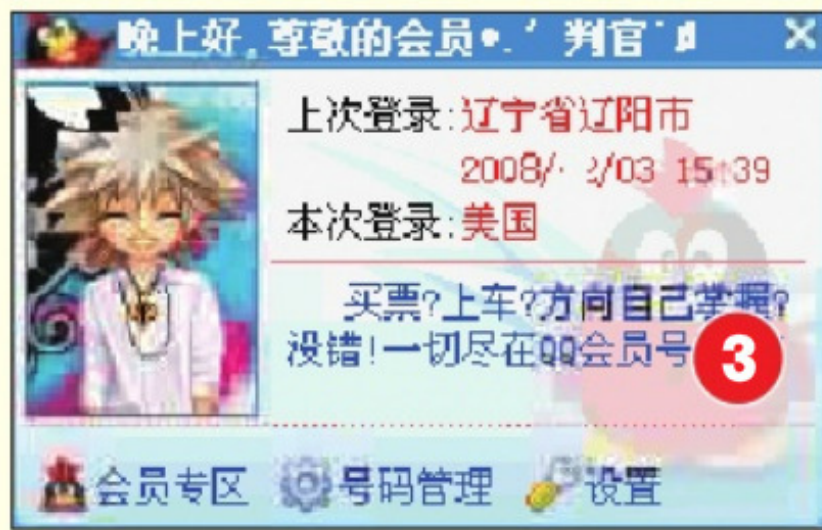 晚上好,尊敬的会员●.′判官
上次登录:辽宁省辽阳市
2008/ 2/03 15:39
本次登录:美国
买票?上车?方向自己掌握?
没错!一切尽在QQ会员号
3
会员专区 号码管理 设置